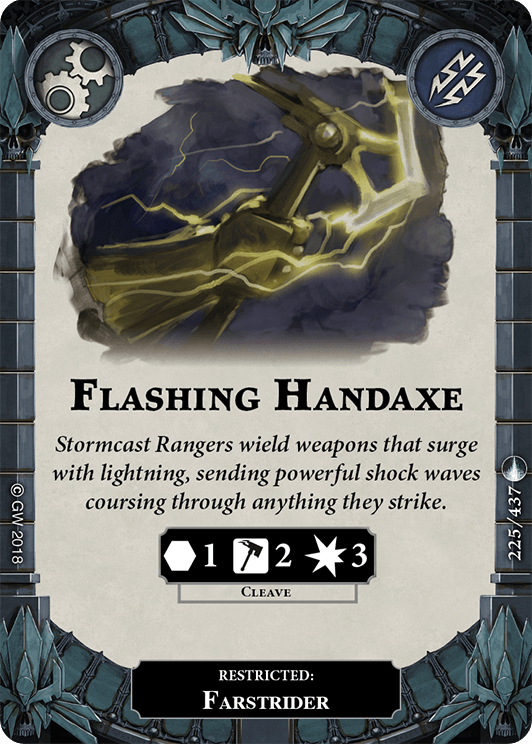 Flashing Handaxe
Stormcast Rangers wield weapons that surge
with lightning, sending powerful shock waves
coursing through anything they strike.
1 2 3
Cleave
RESTRICTED:
Farstrider
© GW 2018
225/437